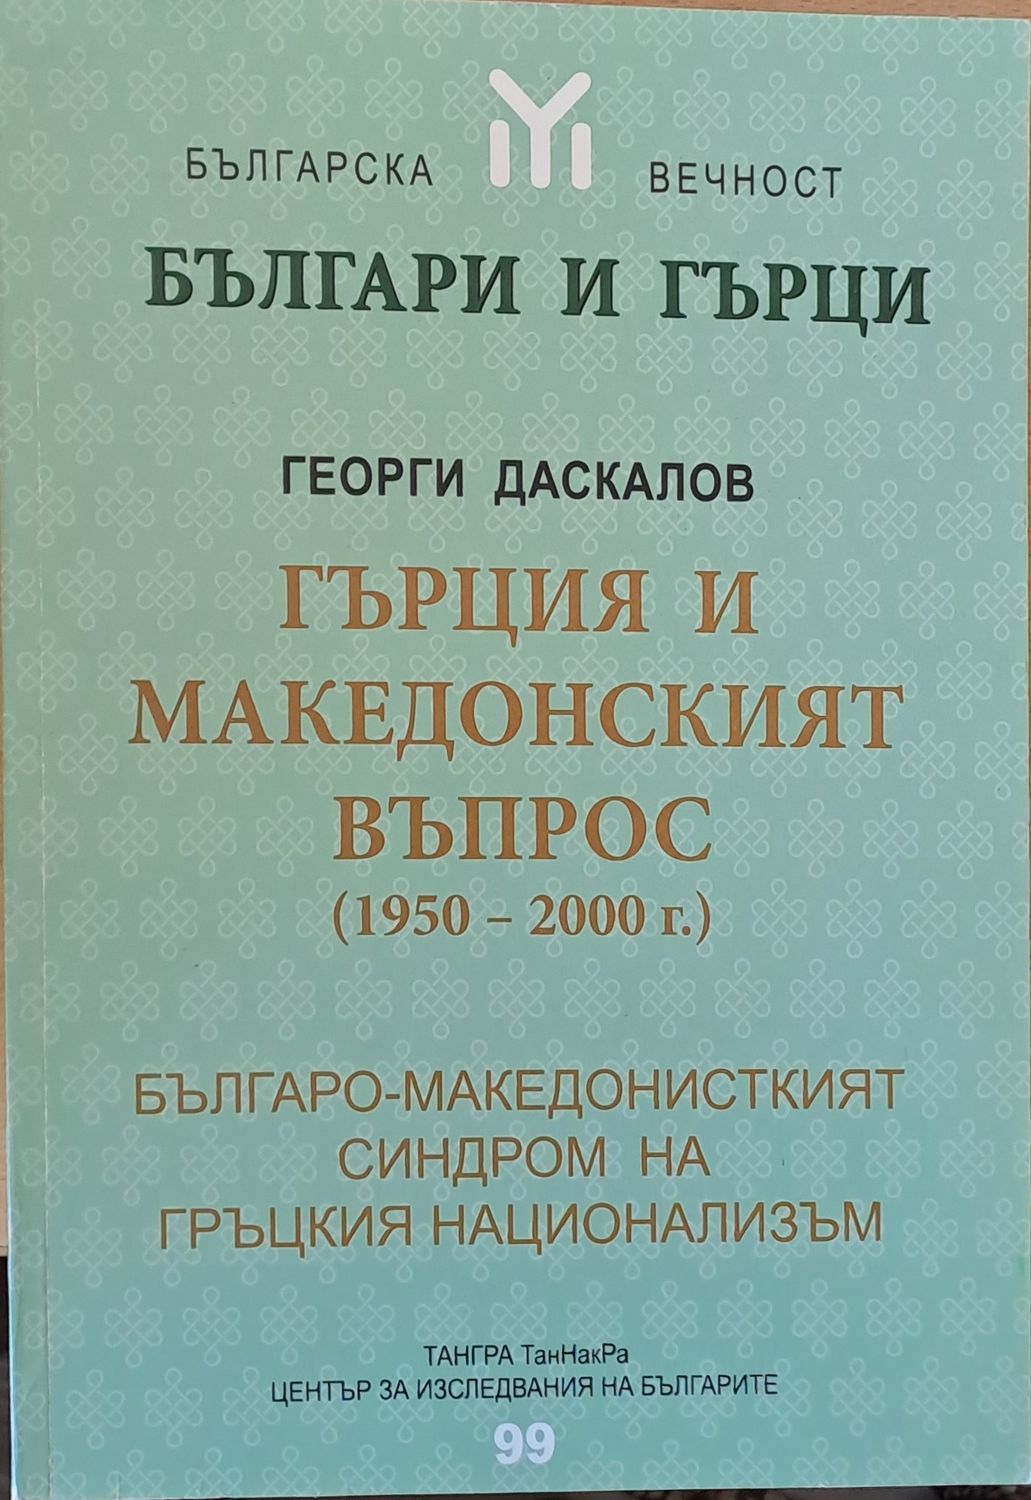 БЪЛГАРСКА ВЕЧНОСТ
БЪЛГАРИ И ГЪРЦИ
ГЕОРГИ ДАСКАЛОВ
ГЪРЦИЯ И
МАКЕДОНСКИЯТ
ВЪПРОС
(1950 – 2000 г.)
БЪЛГАРО-МАКЕДОНИСТКИЯТ
СИНДРОМ НА
ГРЪЦКИЯ НАЦИОНАЛИЗЪМ
ТАНГРА ТанНакРа
ЦЕНТЪР ЗА ИЗСЛЕДВАНИЯ НА БЪЛГАРИТЕ
99